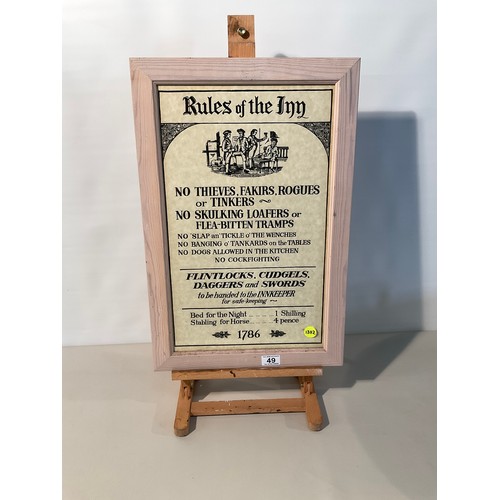 Rules of the Inn
NO THIEVES, FAKIRS, ROGUES
or TINKERS ~
NO SKULKING LOAFERS or
FLEA-BITTEN TRAMPS
NO 'SLAP an' TICKLE O' THE WENCHES
NO BANGING O' TANKARDS on the TABLES
NO DOGS ALLOWED IN THE KITCHEN
NO COCKFIGHTING
FLINTLOCKS, CUDGELS,
DAGGERS and SWORDS
to be handed to the INNKEEPER
for safe-keeping ~
Bed for the Night ...... 1 Shilling
Stabling for Horse .... 4 pence
1786
1382
49